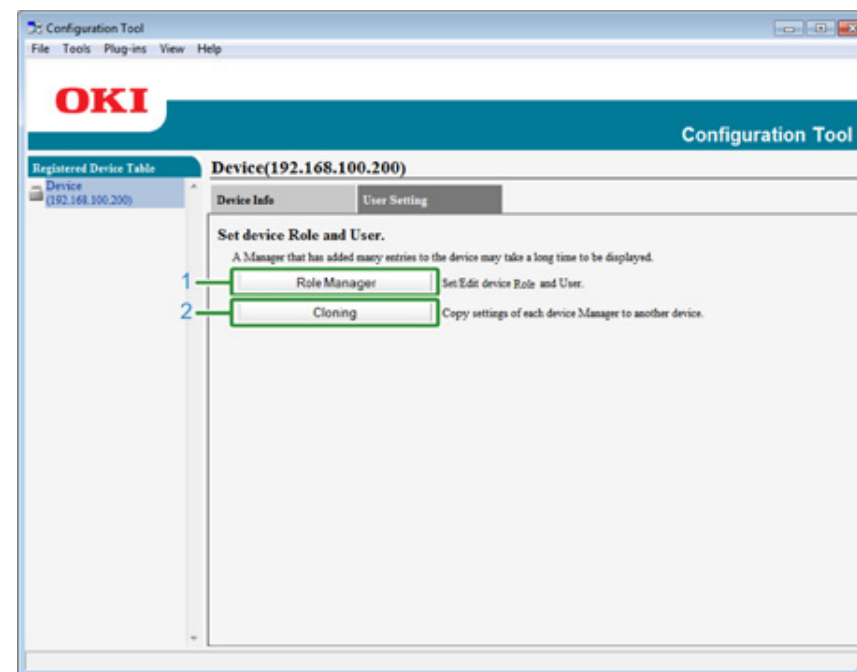 Configuration Tool
File Tools Plug-ins View Help
OKI
Configuration Tool
Registered Device Table
Device
(192.168.100.200)
Device(192.168.100.200)
Device Info User Setting
Set device Role and User.
A Manager that has added many entries to the device may take a long time to be displayed.
1 Role Manager Set/Edit device Role and User.
2 Cloning Copy settings of each device Manager to another device.